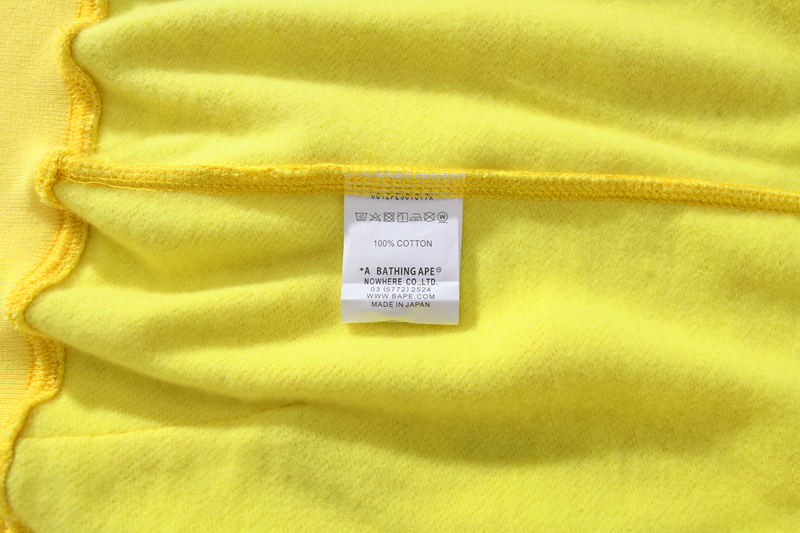 100% COTTON
*A BATHING APE®
NOWHERE CO.,LTD.
03 (5772) 2524
WWW.BAPE.COM
MADE IN JAPAN